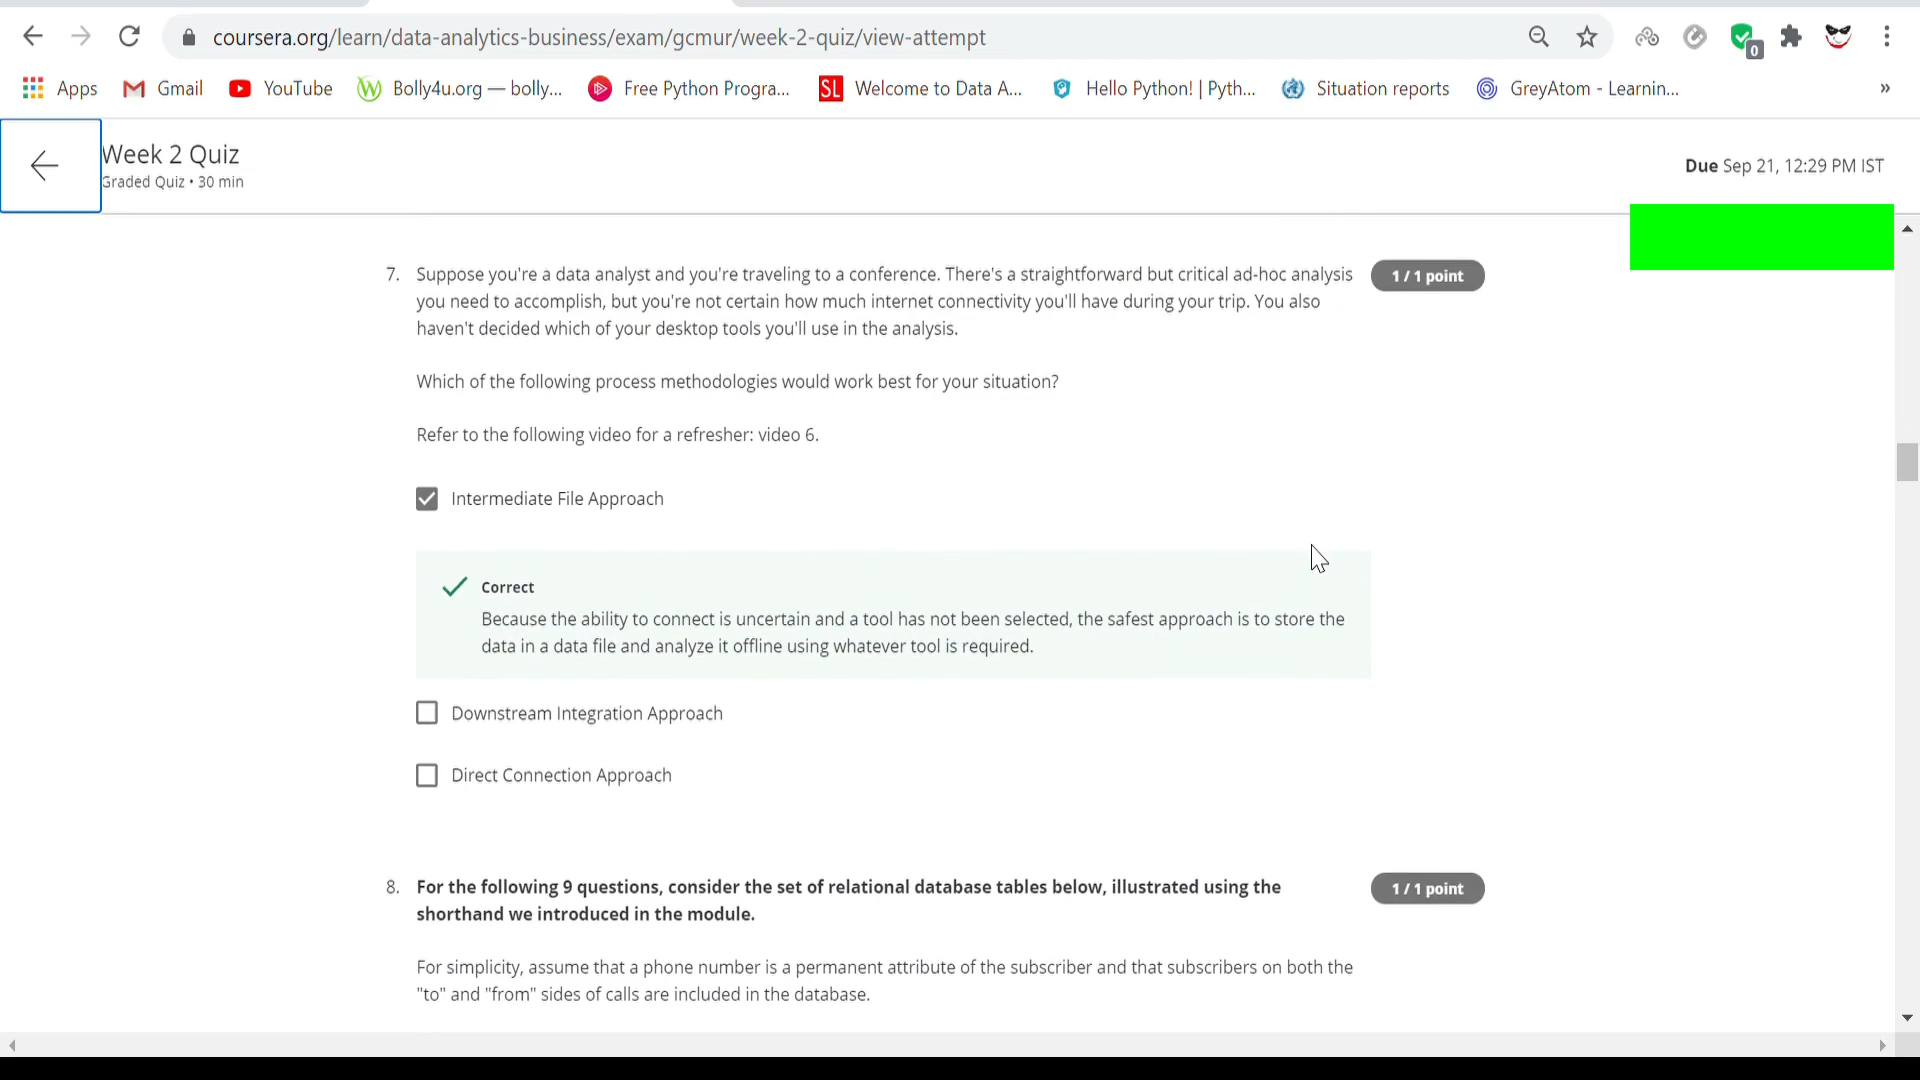 coursera.org/learn/data-analytics-business/exam/gcmur/week-2-quiz/view-attempt
0
Apps
Gmail
YouTube
Bolly4u.org — bolly...
Free Python Progra...
SL
Welcome to Data A...
Hello Python! | Pyth...
Situation reports
GreyAtom - Learnin...
»
Week 2 Quiz
Graded Quiz • 30 min
Due Sep 21, 12:29 PM IST
7. Suppose you're a data analyst and you're traveling to a conference. There's a straightforward but critical ad-hoc analysis
1 / 1 point
you need to accomplish, but you're not certain how much internet connectivity you'll have during your trip. You also
haven't decided which of your desktop tools you'll use in the analysis.
Which of the following process methodologies would work best for your situation?
Refer to the following video for a refresher: video 6.
Intermediate File Approach
Correct
Because the ability to connect is uncertain and a tool has not been selected, the safest approach is to store the
data in a data file and analyze it offline using whatever tool is required.
Downstream Integration Approach
Direct Connection Approach
8. For the following 9 questions, consider the set of relational database tables below, illustrated using the
1 / 1 point
shorthand we introduced in the module.
For simplicity, assume that a phone number is a permanent attribute of the subscriber and that subscribers on both the
"to" and "from" sides of calls are included in the database.